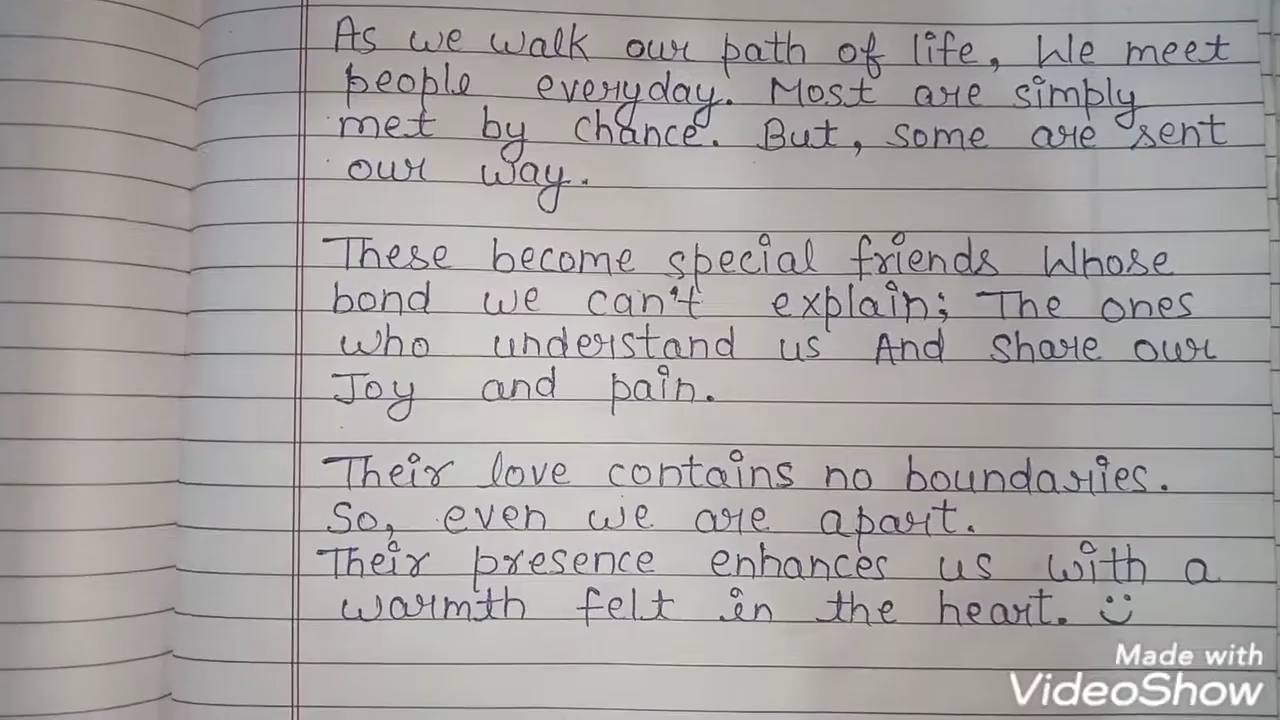 As we walk our path of life, We meet
people everyday. Most are simply
met by chance. But, some are sent
our way.
These become special friends Whose
bond we can't explain; The ones
who understand us And share our
Joy and pain.
Their love contains no boundaries.
So, even we are apart.
Their presence enhances us with a
warmth felt in the heart. :)
Made with
VideoShow